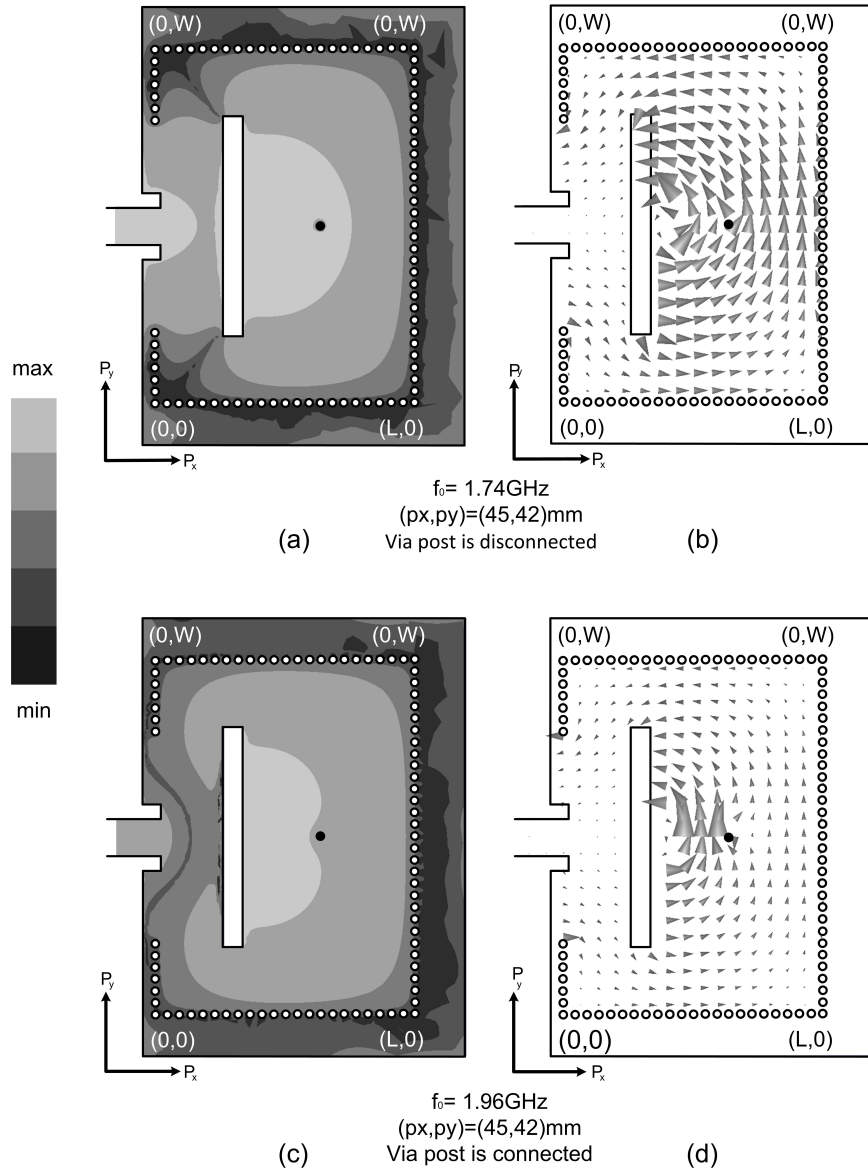 (0,W) (0,W)
(0,W) (0,W)
max
min
Py
(0,0) (L,0)
Px
Py
(0,0) (L,0)
Px
f₀= 1.74GHz
(px,py)=(45,42)mm
Via post is disconnected
(a)
(b)
(0,W) (0,W)
(0,W) (0,W)
Py
(0,0) (L,0)
Px
Py
(0,0) (L,0)
Px
f₀= 1.96GHz
(px,py)=(45,42)mm
Via post is connected
(c)
(d)